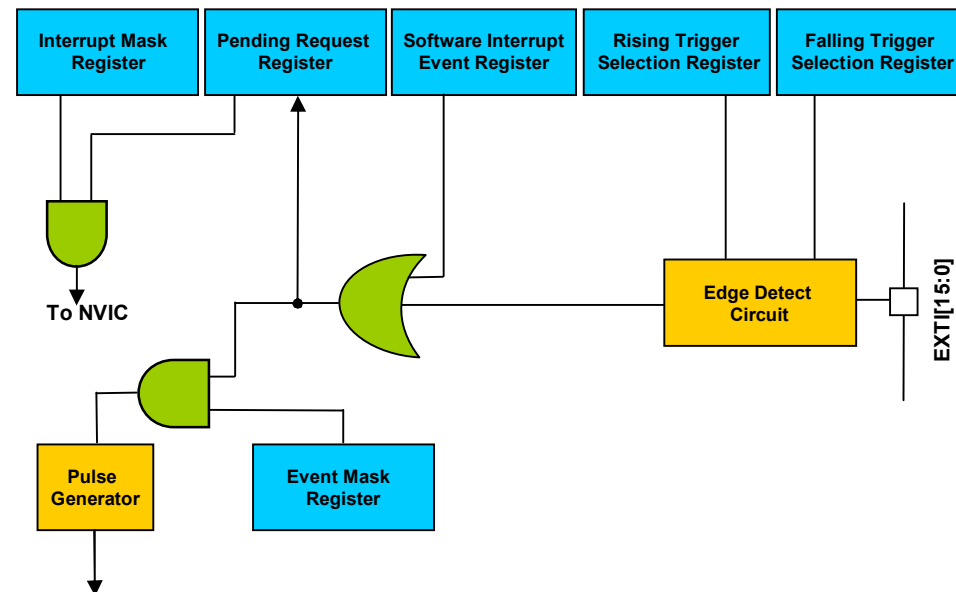 Interrupt Mask
Register
Pending Request
Register
Software Interrupt
Event Register
Rising Trigger
Selection Register
Falling Trigger
Selection Register
To NVIC
Edge Detect
Circuit
EXTI[15:0]
Pulse
Generator
Event Mask
Register